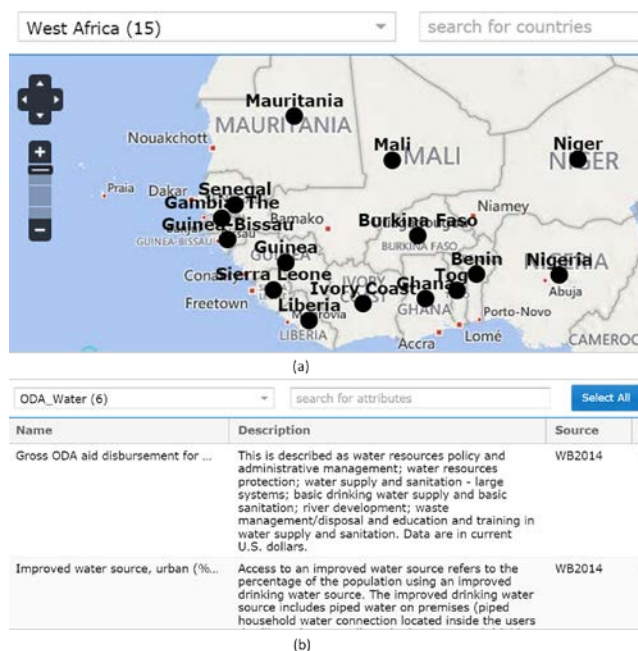 West Africa (15)
search for countries
Mauritania
MAURITANIA
Nouakchott
Mali
MALI
Niger
NIGER
Praia
Dakar
Senegal
Gambia The
Guinea-Bissau
GUINEA-BISSAU
Bamako
Burkina Faso
BURKINA FASO
Niamey
Guinea
Benin
Nigeria
Sierra Leone
Ivory Coast
Ghana
GHANA
Togo
Abuja
Freetown
Liberia
LIBERIA
Porto-Novo
Accra
Lomé
CAMEROO
(a)
ODA_Water (6)
search for attributes
Select All
Name
Description
Source
Gross ODA aid disbursement for ...
This is described as water resources policy and
administrative management; water resources
protection; water supply and sanitation - large
systems; basic drinking water supply and basic
sanitation; river development; waste
management/disposal and education and training in
water supply and sanitation. Data are in current
U.S. dollars.
WB2014
Improved water source, urban (%...
Access to an improved water source refers to the
percentage of the population using an improved
drinking water source. The improved drinking water
source includes piped water on premises (piped
household water connection located inside the users
WB2014
(b)